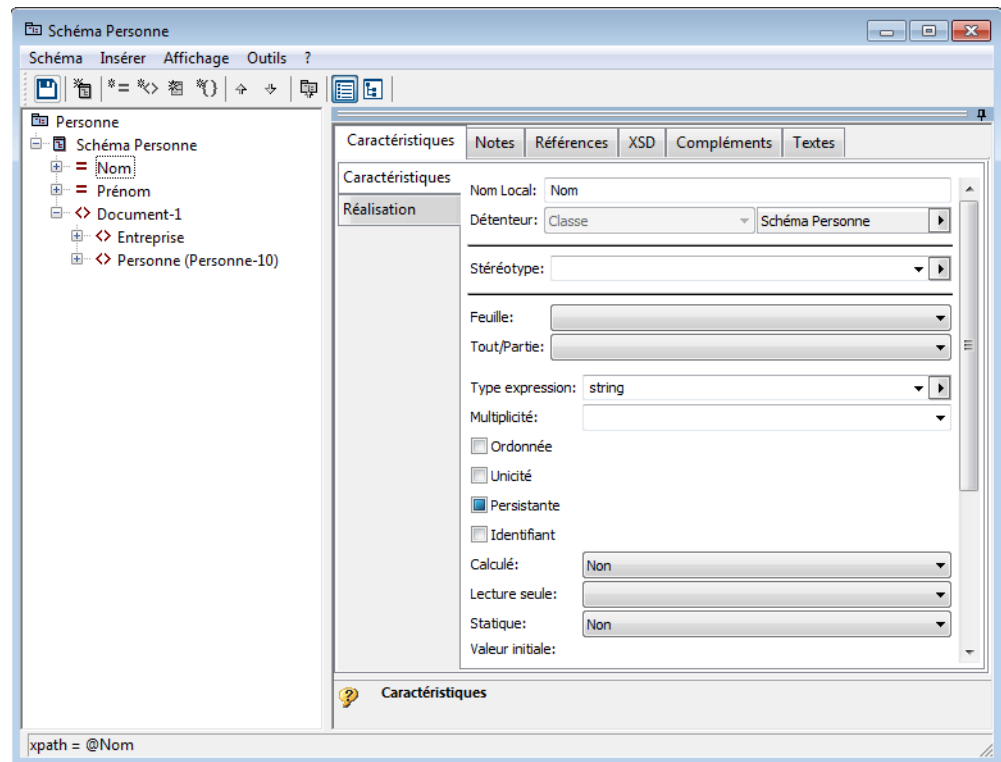 Schéma Personne
Schéma Insérer Affichage Outils ?
Personne
Schéma Personne
Nom
Prénom
Document-1
Entreprise
Personne (Personne-10)
Caractéristiques Notes Références XSD Compléments Textes
Caractéristiques
Réalisation
Nom Local: Nom
Détenteur: Classe Schéma Personne
Stéréotype:
Feuille:
Tout/Partie:
Type expression: string
Multiplicité:
Ordonnée
Unicité
Persistante
Identifiant
Calculé: Non
Lecture seule:
Statique: Non
Valeur initiale:
Caractéristiques
xpath = @Nom